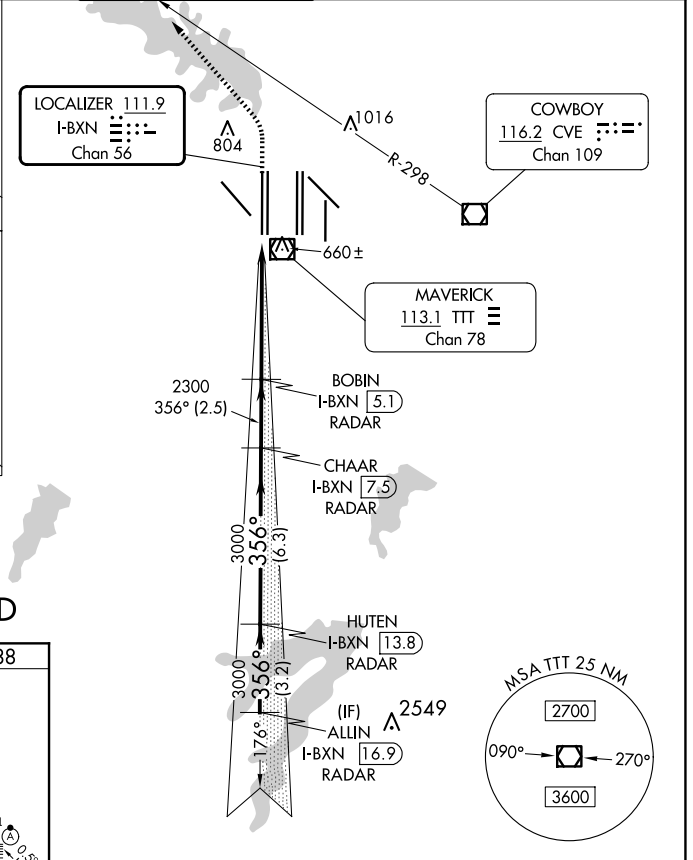 LOCALIZER 111.9
I-BXN
Chan 56
804
1016
R-298
COWBOY
116.2 CVE
Chan 109
660±
MAVERICK
113.1 TTT
Chan 78
2300
356° (2.5)
BOBIN
I-BXN 5.1
RADAR
CHAAR
I-BXN 7.5
RADAR
3000
356°
(6.3)
HUTEN
I-BXN 13.8
RADAR
3000
356°
(3.2)
(IF)
ALLIN
I-BXN 16.9
RADAR
2549
176°
MSA TTT 25 NM
2700
090°
270°
3600
D
A